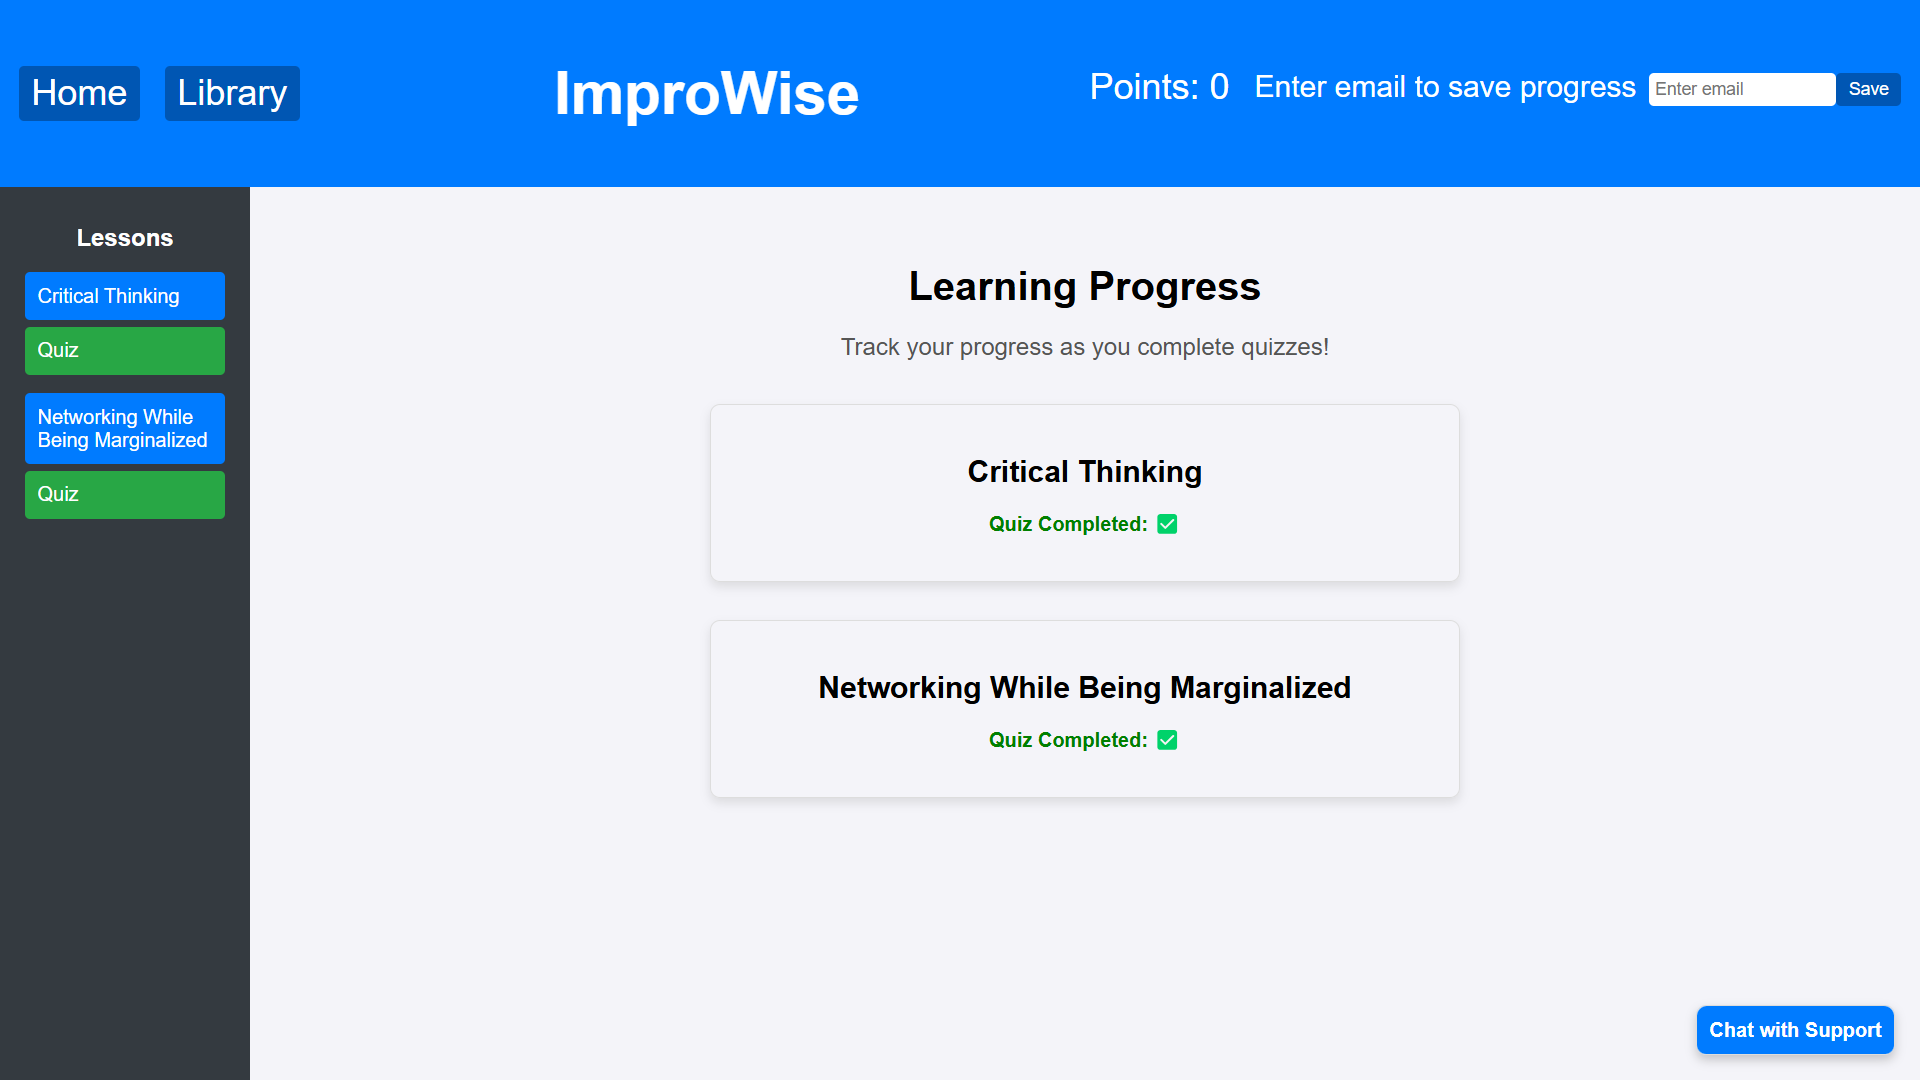 Home
Library
ImproWise
Points: 0
Enter email to save progress
Enter email
Save
Lessons
Critical Thinking
Quiz
Networking While
Being Marginalized
Quiz
Learning Progress
Track your progress as you complete quizzes!
Critical Thinking
Quiz Completed: ✅
Networking While Being Marginalized
Quiz Completed: ✅
Chat with Support